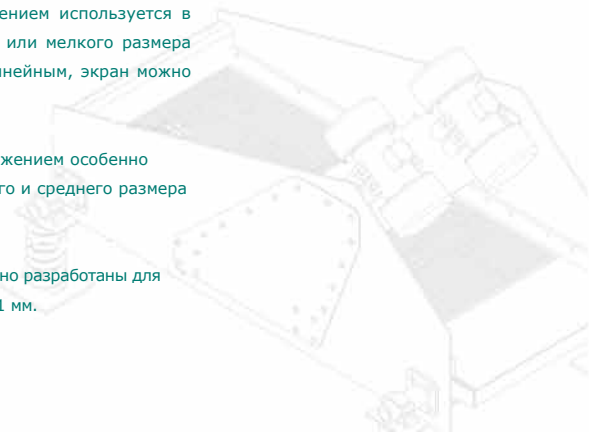 ением используется в
или мелкого размера
нейным, экран можно
жением особенно
го и среднего размера
но разработаны для
1 мм.